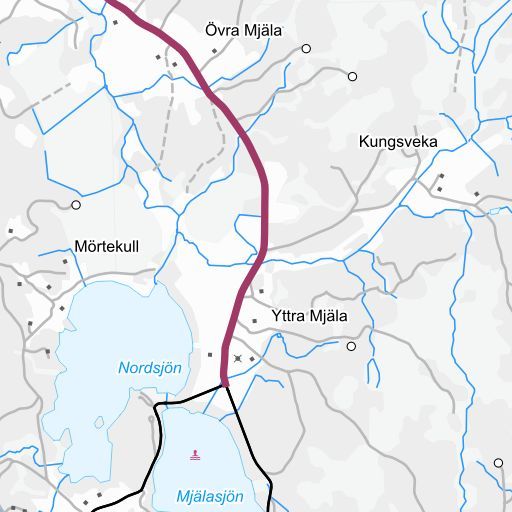 Övra Mjäla
Kungsveka
Mörtekull
Yttra Mjäla
Nordsjön
Mjälasjön